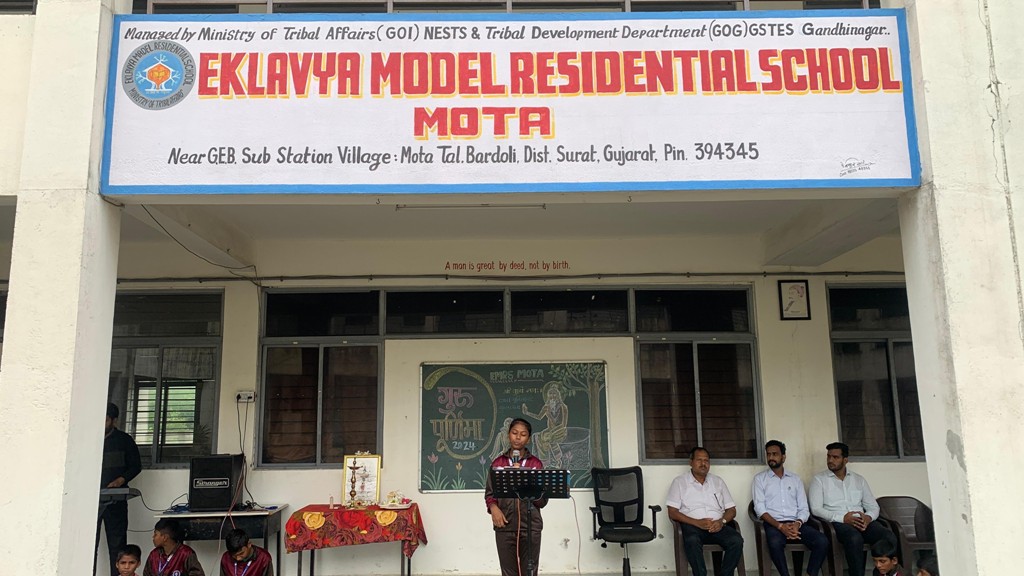 Managed by Ministry of Tribal Affairs (GOI) NESTS & Tribal Development Department (GOG) GSTES Gandhinagar..
EKLAVYA MODEL RESIDENTIAL SCHOOL
MOTA
Near G.E.B. Sub Station Village : Mota Tal. Bardoli, Dist. Surat, Gujarat, Pin. 394345
A man is great by deed, not by birth.
EMRS, MOTA
गुरू
पूर्णिमा
2024